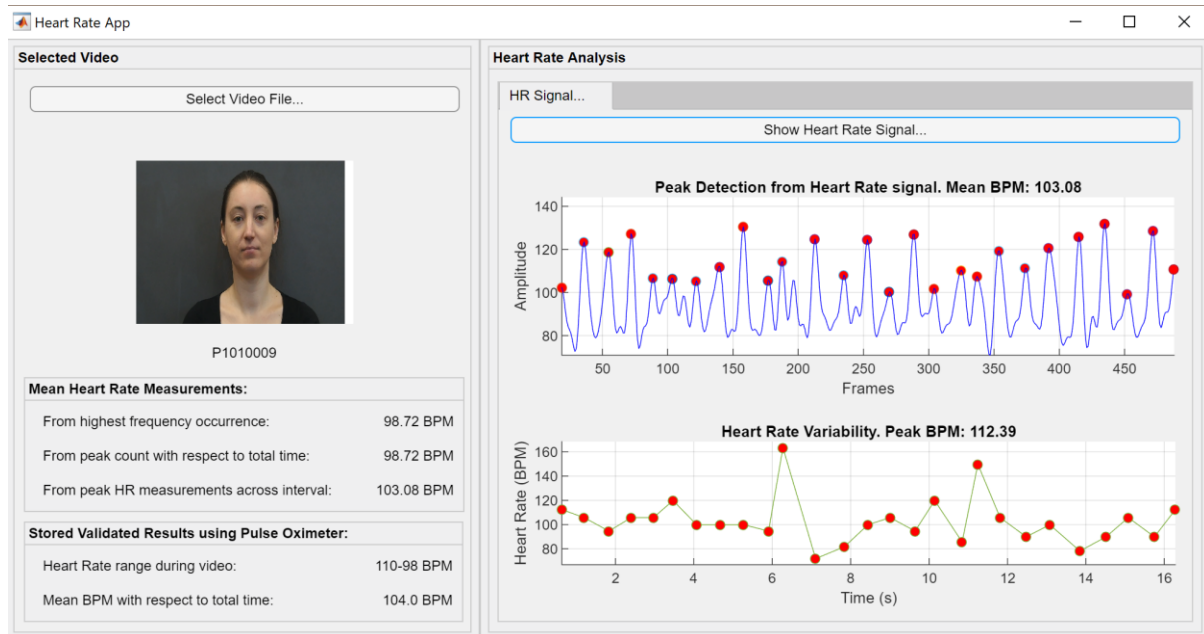 Heart Rate App
Selected Video
Select Video File...
P1010009
Mean Heart Rate Measurements:
From highest frequency occurrence: 98.72 BPM
From peak count with respect to total time: 98.72 BPM
From peak HR measurements across interval: 103.08 BPM
Stored Validated Results using Pulse Oximeter:
Heart Rate range during video: 110-98 BPM
Mean BPM with respect to total time: 104.0 BPM
Heart Rate Analysis
HR Signal...
Show Heart Rate Signal...
Peak Detection from Heart Rate signal. Mean BPM: 103.08
Amplitude
140
120
100
80
50 100 150 200 250 300 350 400 450
Frames
Heart Rate Variability. Peak BPM: 112.39
Heart Rate (BPM)
160
140
120
100
80
2 4 6 8 10 12 14 16
Time (s)